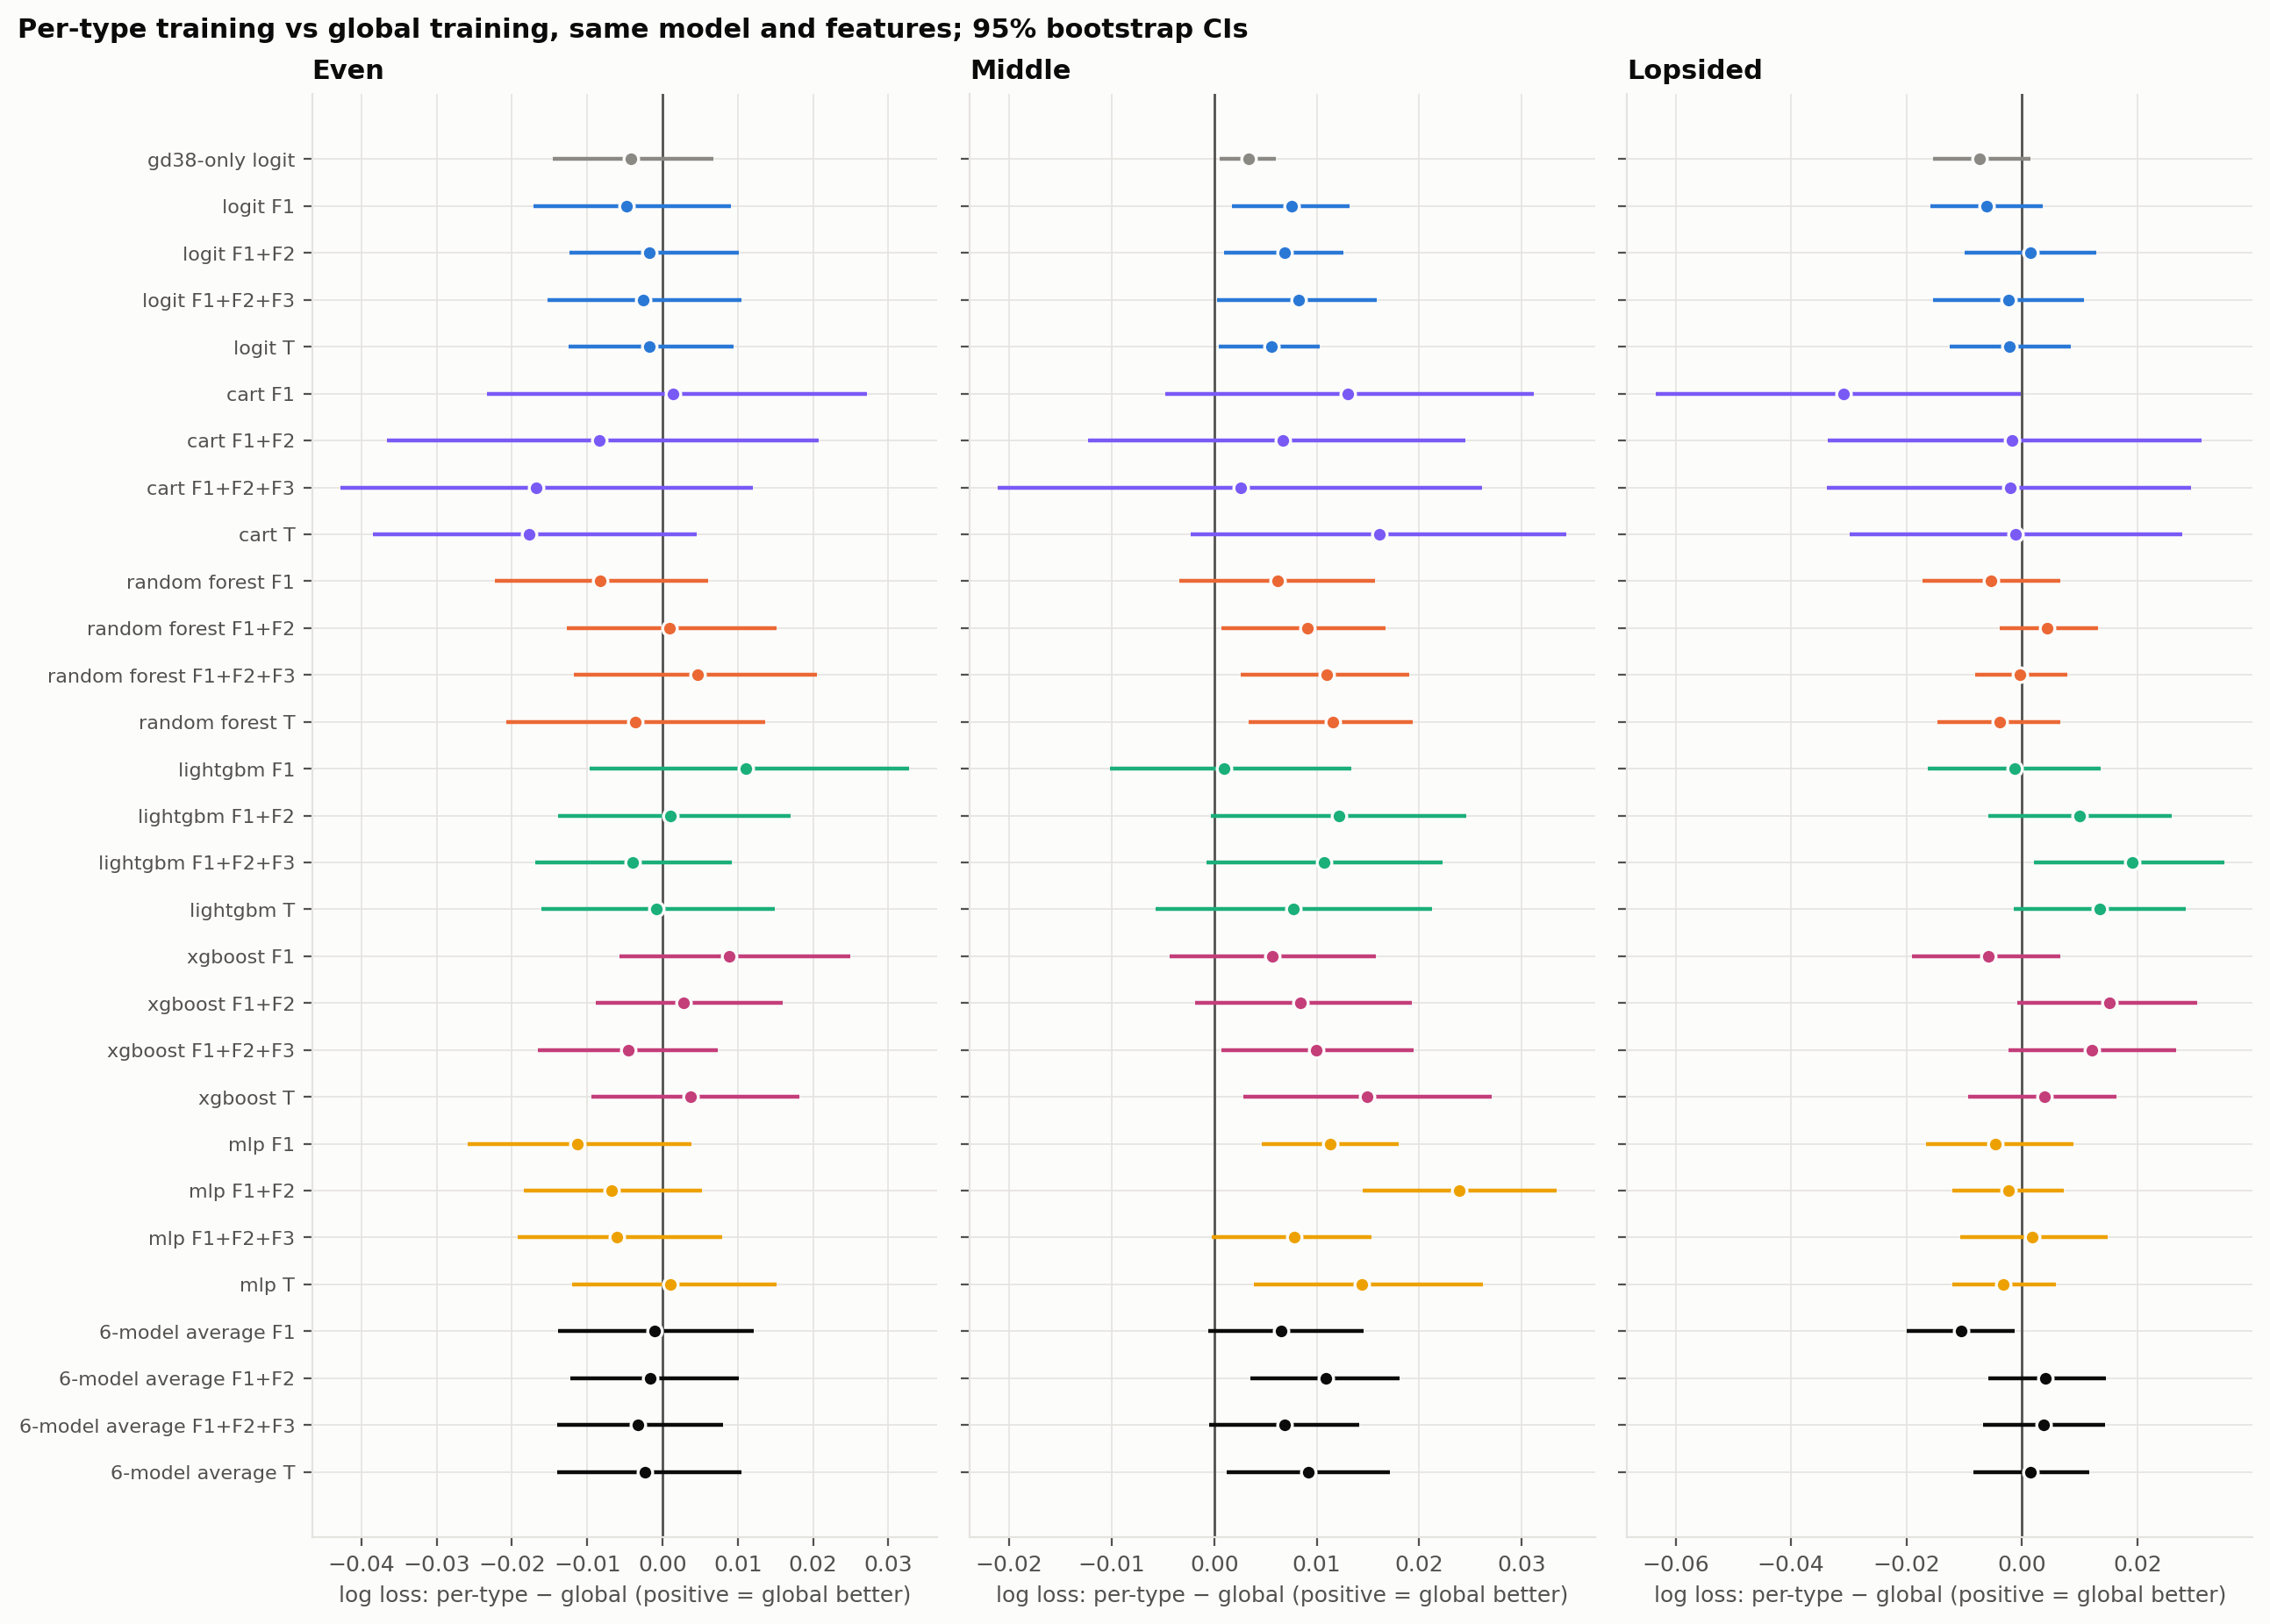 Per-type training vs global training, same model and features; 95% bootstrap CIs
Even
Middle
Lopsided
gd38-only logit
logit F1
logit F1+F2
logit F1+F2+F3
logit T
cart F1
cart F1+F2
cart F1+F2+F3
cart T
random forest F1
random forest F1+F2
random forest F1+F2+F3
random forest T
lightgbm F1
lightgbm F1+F2
lightgbm F1+F2+F3
lightgbm T
xgboost F1
xgboost F1+F2
xgboost F1+F2+F3
xgboost T
mlp F1
mlp F1+F2
mlp F1+F2+F3
mlp T
6-model average F1
6-model average F1+F2
6-model average F1+F2+F3
6-model average T
−0.04 −0.03 −0.02 −0.01 0.00 0.01 0.02 0.03
−0.02 −0.01 0.00 0.01 0.02 0.03
−0.06 −0.04 −0.02 0.00 0.02
log loss: per-type − global (positive = global better)
log loss: per-type − global (positive = global better)
log loss: per-type − global (positive = global better)